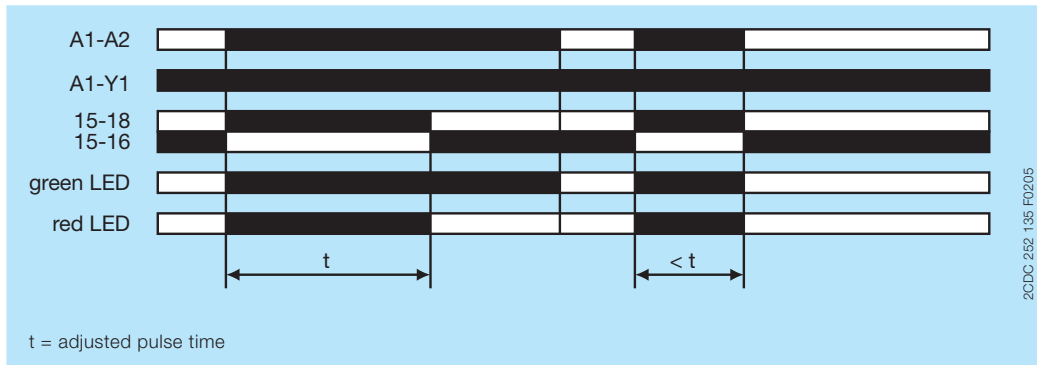 A1-A2
A1-Y1
15-18
15-16
green LED
red LED
t
< t
t = adjusted pulse time
2CDC 252 135 F0205